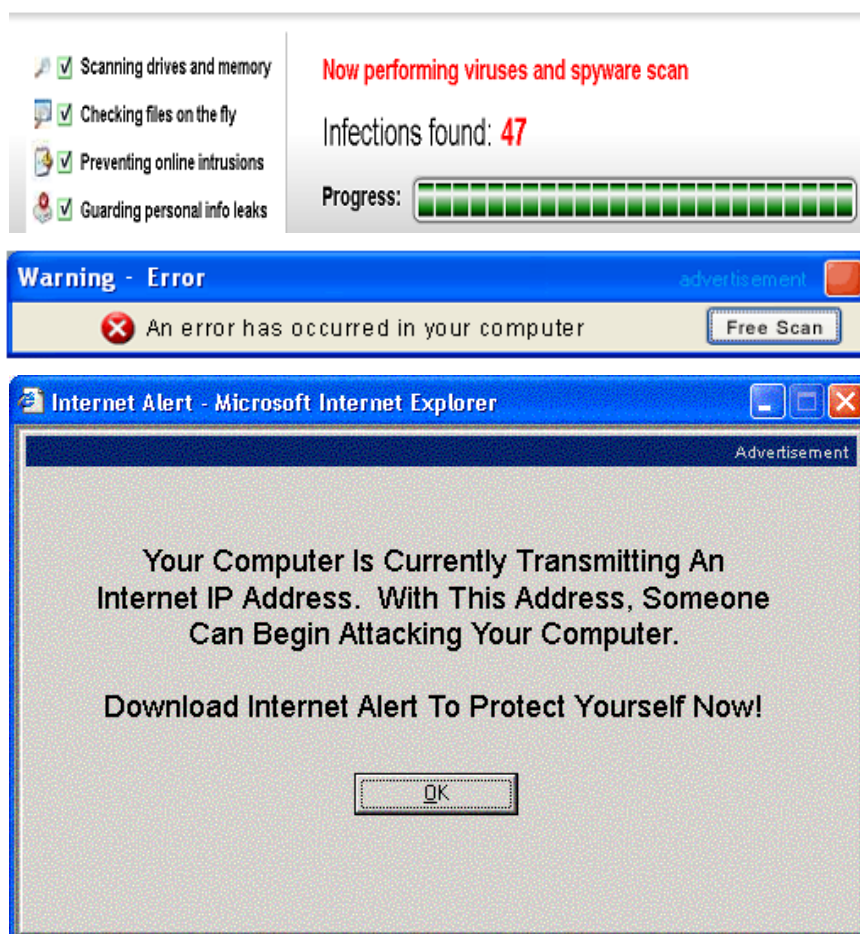 Scanning drives and memory
Checking files on the fly
Preventing online intrusions
Guarding personal info leaks
Now performing viruses and spyware scan
Infections found: 47
Progress:
Warning - Error
advertisement
An error has occurred in your computer
Free Scan
Internet Alert - Microsoft Internet Explorer
Advertisement
Your Computer Is Currently Transmitting An
Internet IP Address. With This Address, Someone
Can Begin Attacking Your Computer.
Download Internet Alert To Protect Yourself Now!
OK